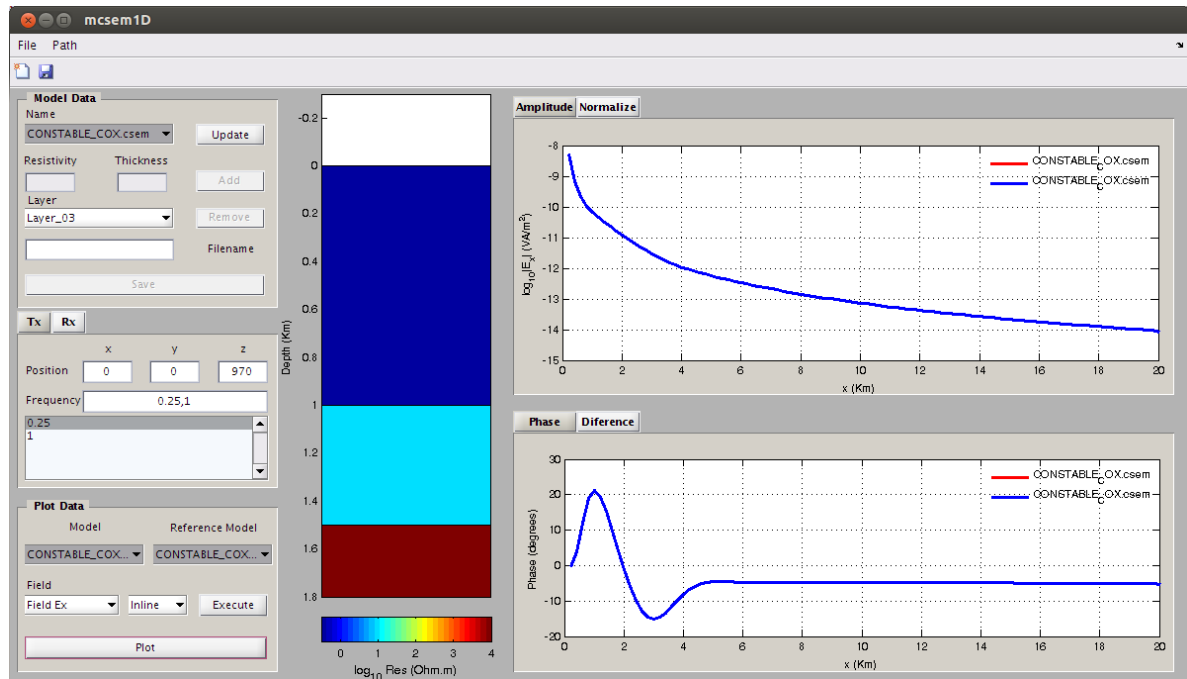 mcsem1D
File Path
Model Data
Name
CONSTABLE_COX.csem Update
Resistivity Thickness
Add
Layer
Layer_03 Remove
Filename
Save
Tx Rx
x y z
Position 0 0 970
Frequency 0.25,1
0.25
1
Plot Data
Model Reference Model
CONSTABLE_COX... CONSTABLE_COX...
Field
Field Ex Inline Execute
Plot
Depth (Km)
-0.2
0
0.2
0.4
0.6
0.8
1
1.2
1.4
1.6
1.8
0 1 2 3 4
log10 Res (Ohm.m)
Amplitude Normalize
log10|Ex| (VA/m²)
-8
-9
-10
-11
-12
-13
-14
-15
CONSTABLE_COX.csem
CONSTABLE_COX.csem
0 2 4 6 8 10 12 14 16 18 20
x (Km)
Phase Diference
Phase (degrees)
30
20
10
0
-10
-20
CONSTABLE_COX.csem
CONSTABLE_COX.csem
0 2 4 6 8 10 12 14 16 18 20
x (Km)